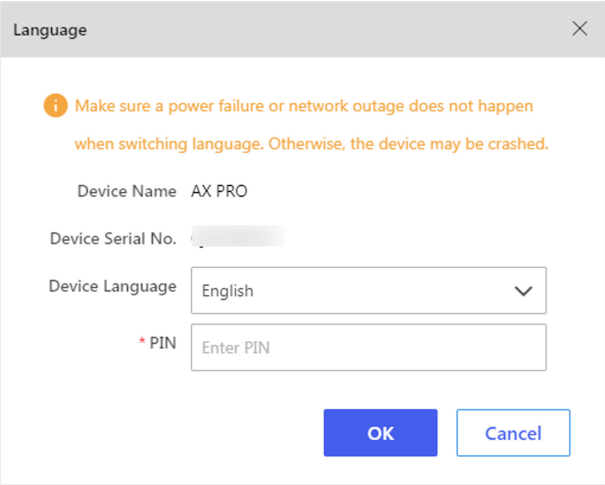 Language
Make sure a power failure or network outage does not happen
when switching language. Otherwise, the device may be crashed.
Device Name AX PRO
Device Serial No.
Device Language English
* PIN Enter PIN
OK Cancel